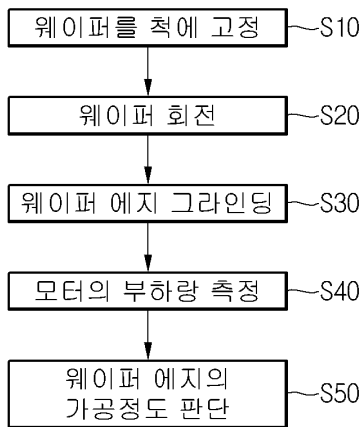 웨이퍼를 척에 고정 S10
웨이퍼 회전 S20
웨이퍼 에지 그라인딩 S30
모터의 부하량 측정 S40
웨이퍼 에지의
가공정도 판단 S50